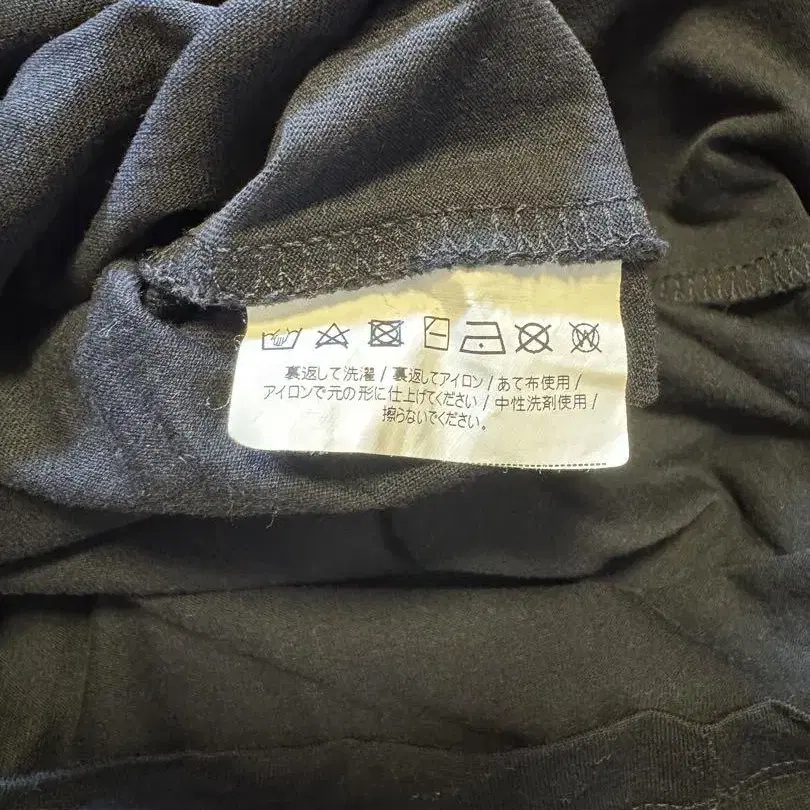 裏返して洗濯 / 裏返してアイロン / あて布使用 /
アイロンで元の形に仕上げてください / 中性洗剤使用 /
擦らないでください。